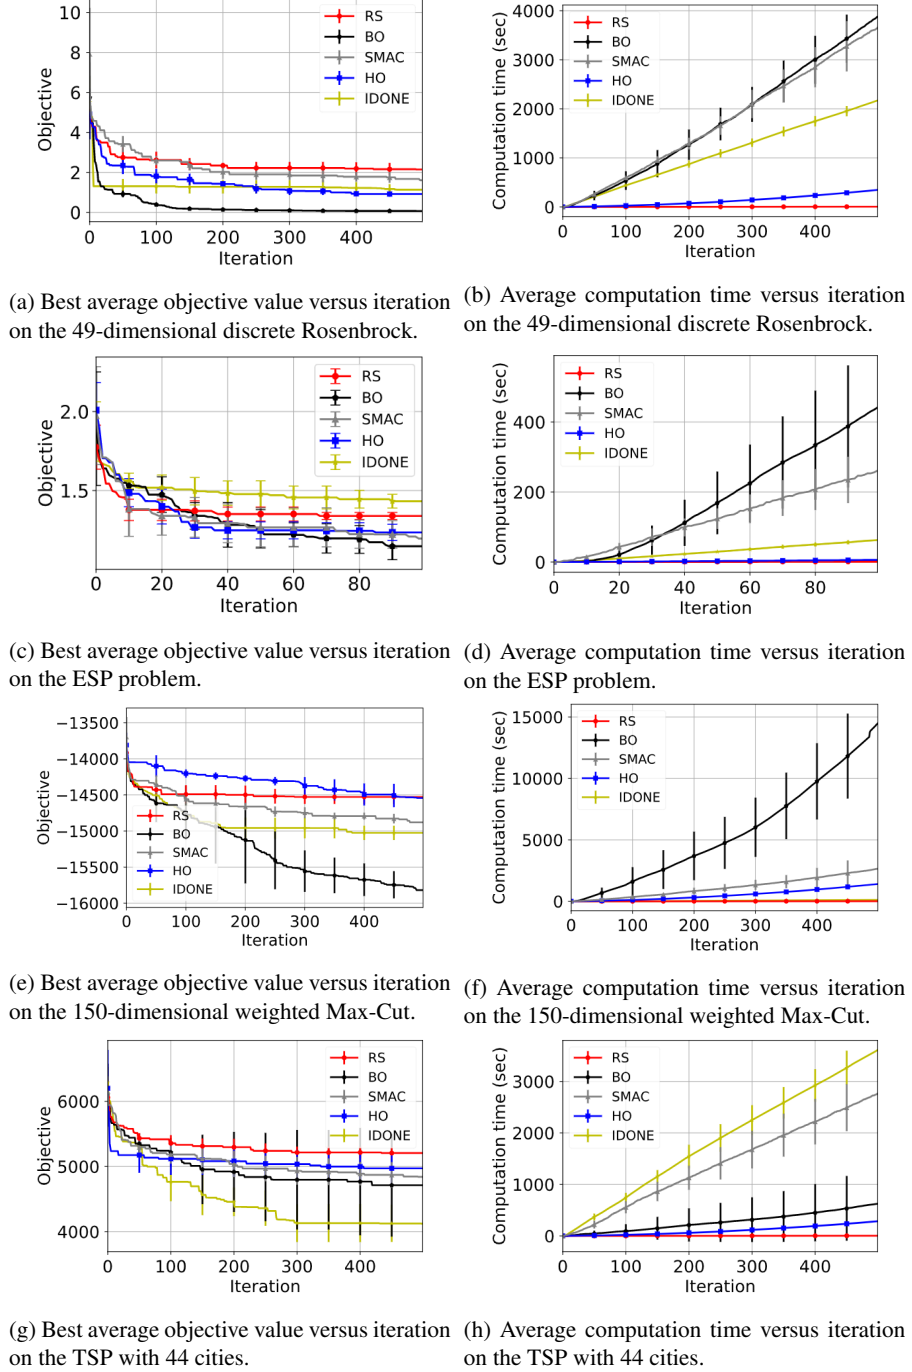 10
8
6
4
2
0
Objective
RS
BO
SMAC
HO
IDONE
0 100 200 300 400
Iteration
4000
3000
2000
1000
0
Computation time (sec)
RS
BO
SMAC
HO
IDONE
0 100 200 300 400
Iteration
(a) Best average objective value versus iteration
on the 49-dimensional discrete Rosenbrock.
(b) Average computation time versus iteration
on the 49-dimensional discrete Rosenbrock.
2.0
1.5
Objective
RS
BO
SMAC
HO
IDONE
0 20 40 60 80
Iteration
400
200
0
Computation time (sec)
RS
BO
SMAC
HO
IDONE
0 20 40 60 80
Iteration
(c) Best average objective value versus iteration
on the ESP problem.
(d) Average computation time versus iteration
on the ESP problem.
−13500
−14000
−14500
−15000
−15500
−16000
Objective
RS
BO
SMAC
HO
IDONE
0 100 200 300 400
Iteration
15000
10000
5000
0
Computation time (sec)
RS
BO
SMAC
HO
IDONE
0 100 200 300 400
Iteration
(e) Best average objective value versus iteration
on the 150-dimensional weighted Max-Cut.
(f) Average computation time versus iteration
on the 150-dimensional weighted Max-Cut.
6000
5000
4000
Objective
RS
BO
SMAC
HO
IDONE
0 100 200 300 400
Iteration
3000
2000
1000
0
Computation time (sec)
RS
BO
SMAC
HO
IDONE
0 100 200 300 400
Iteration
(g) Best average objective value versus iteration
on the TSP with 44 cities.
(h) Average computation time versus iteration
on the TSP with 44 cities.